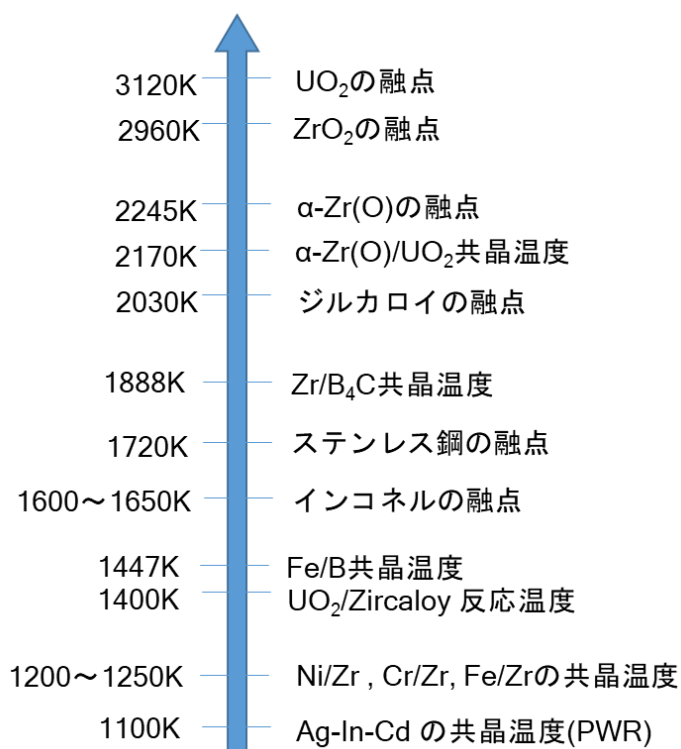 3120K UO₂の融点
2960K ZrO₂の融点
2245K α-Zr(O)の融点
2170K α-Zr(O)/UO₂共晶温度
2030K ジルカロイの融点
1888K Zr/B₄C共晶温度
1720K ステンレス鋼の融点
1600～1650K インコネルの融点
1447K Fe/B共晶温度
1400K UO₂/Zircaloy 反応温度
1200～1250K Ni/Zr , Cr/Zr, Fe/Zrの共晶温度
1100K Ag-In-Cd の共晶温度(PWR)